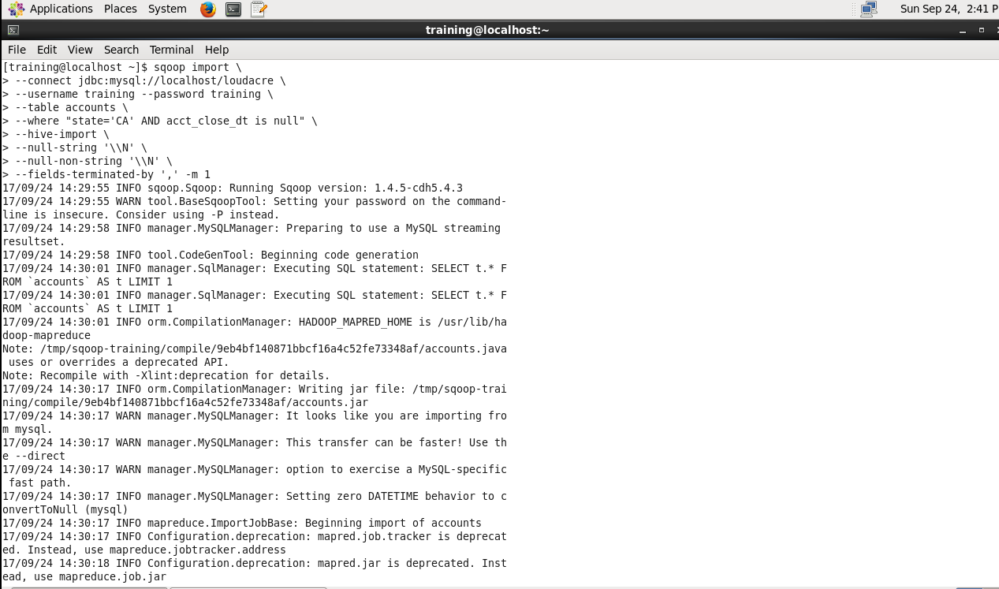 Applications Places System Sun Sep 24, 2:41 P
training@localhost:~
File Edit View Search Terminal Help
[training@localhost ~]$ sqoop import \
> --connect jdbc:mysql://localhost/loudacre \
> --username training --password training \
> --table accounts \
> --where "state='CA' AND acct_close_dt is null" \
> --hive-import \
> --null-string '\\N' \
> --null-non-string '\\N' \
> --fields-terminated-by ',' -m 1
17/09/24 14:29:55 INFO sqoop.Sqoop: Running Sqoop version: 1.4.5-cdh5.4.3
17/09/24 14:29:55 WARN tool.BaseSqoopTool: Setting your password on the command-
line is insecure. Consider using -P instead.
17/09/24 14:29:58 INFO manager.MySQLManager: Preparing to use a MySQL streaming
resultset.
17/09/24 14:29:58 INFO tool.CodeGenTool: Beginning code generation
17/09/24 14:30:01 INFO manager.SqlManager: Executing SQL statement: SELECT t.* F
ROM `accounts` AS t LIMIT 1
17/09/24 14:30:01 INFO manager.SqlManager: Executing SQL statement: SELECT t.* F
ROM `accounts` AS t LIMIT 1
17/09/24 14:30:01 INFO orm.CompilationManager: HADOOP_MAPRED_HOME is /usr/lib/ha
doop-mapreduce
Note: /tmp/sqoop-training/compile/9eb4bf140871bbcf16a4c52fe73348af/accounts.java
 uses or overrides a deprecated API.
Note: Recompile with -Xlint:deprecation for details.
17/09/24 14:30:17 INFO orm.CompilationManager: Writing jar file: /tmp/sqoop-trai
ning/compile/9eb4bf140871bbcf16a4c52fe73348af/accounts.jar
17/09/24 14:30:17 WARN manager.MySQLManager: It looks like you are importing fro
m mysql.
17/09/24 14:30:17 WARN manager.MySQLManager: This transfer can be faster! Use th
e --direct
17/09/24 14:30:17 WARN manager.MySQLManager: option to exercise a MySQL-specific
 fast path.
17/09/24 14:30:17 INFO manager.MySQLManager: Setting zero DATETIME behavior to c
onvertToNull (mysql)
17/09/24 14:30:17 INFO mapreduce.ImportJobBase: Beginning import of accounts
17/09/24 14:30:17 INFO Configuration.deprecation: mapred.job.tracker is deprecat
ed. Instead, use mapreduce.jobtracker.address
17/09/24 14:30:18 INFO Configuration.deprecation: mapred.jar is deprecated. Inst
ead, use mapreduce.job.jar